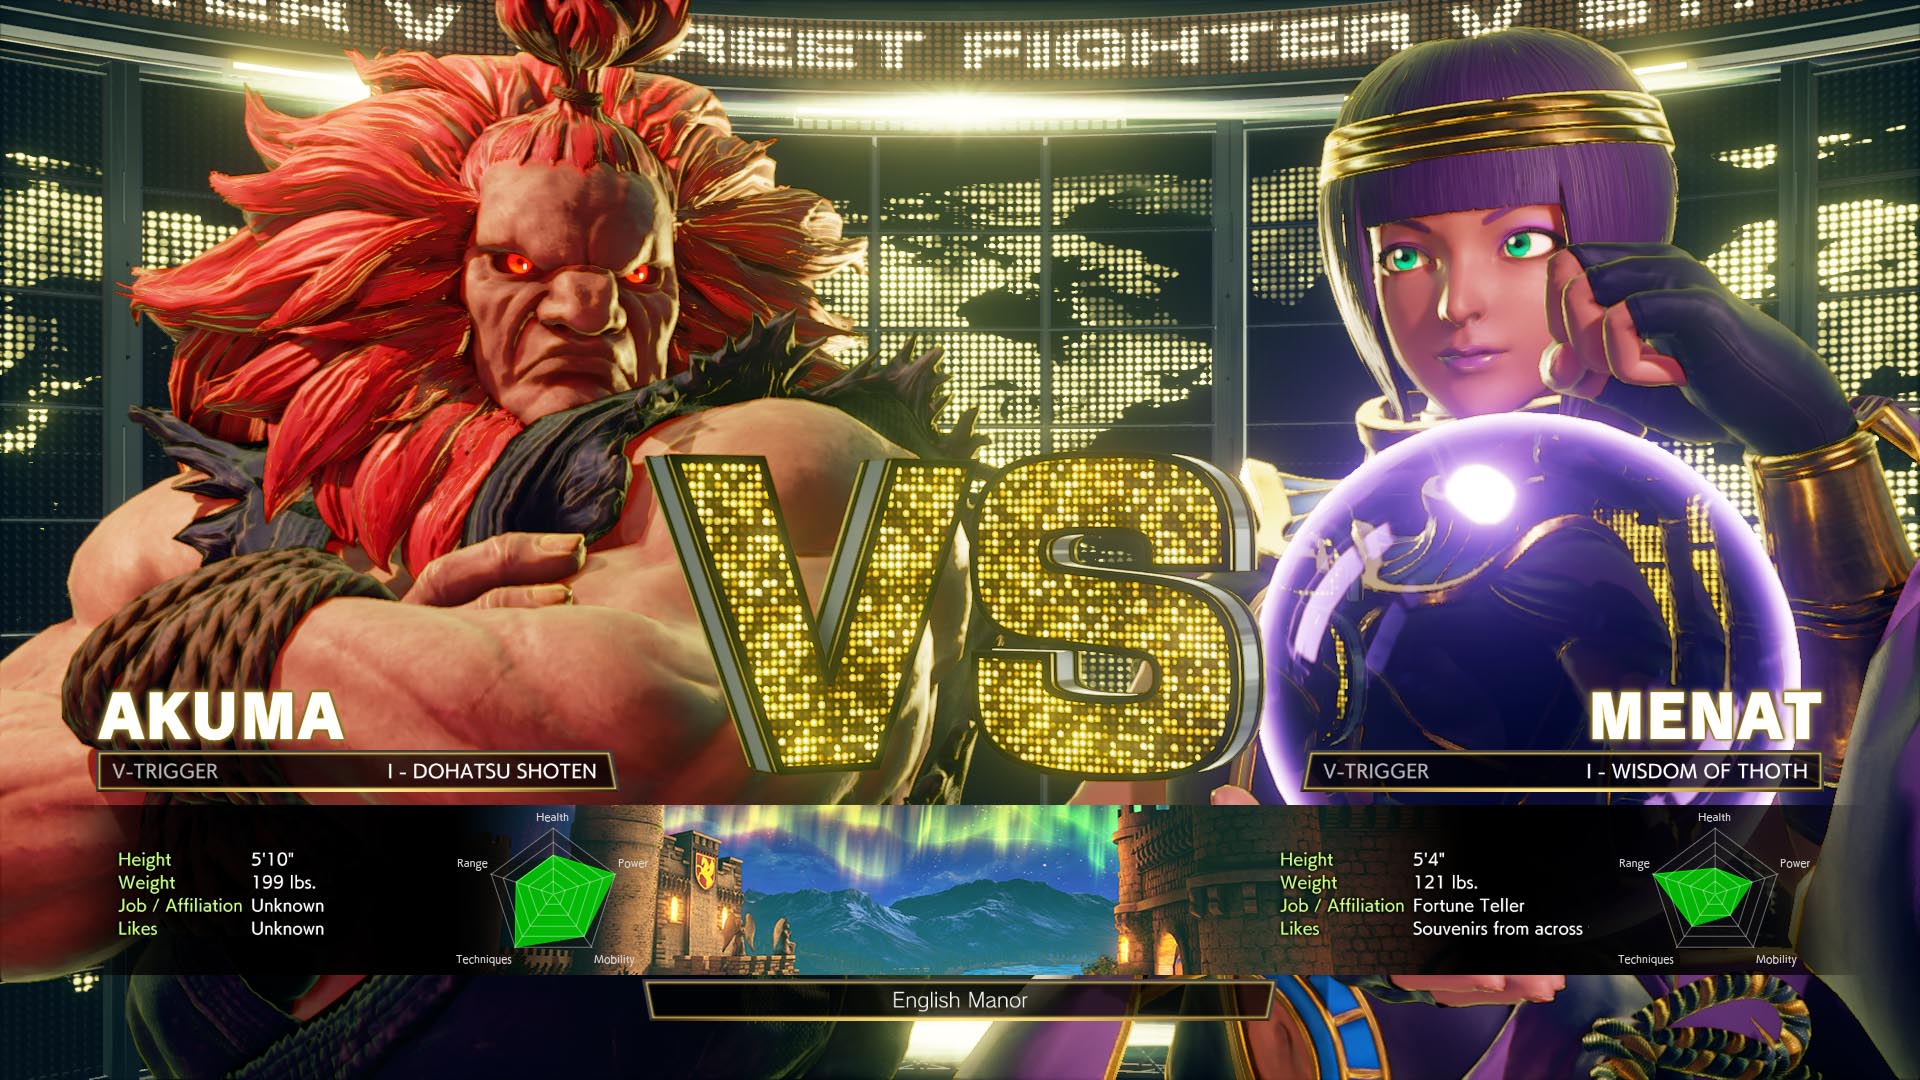 REET FIGHTER V
AKUMA
V-TRIGGER I - DOHATSU SHOTEN
VS
MENAT
V-TRIGGER I - WISDOM OF THOTH
Height 5'10"
Weight 199 lbs.
Job / Affiliation Unknown
Likes Unknown
Health
Range
Power
Techniques
Mobility
Height 5'4"
Weight 121 lbs.
Job / Affiliation Fortune Teller
Likes Souvenirs from across
Health
Range
Power
Techniques
Mobility
English Manor